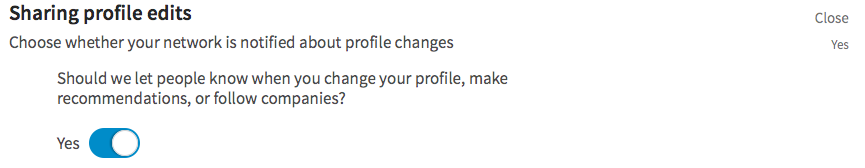 Sharing profile edits
Close
Choose whether your network is notified about profile changes
Yes
Should we let people know when you change your profile, make
recommendations, or follow companies?
Yes